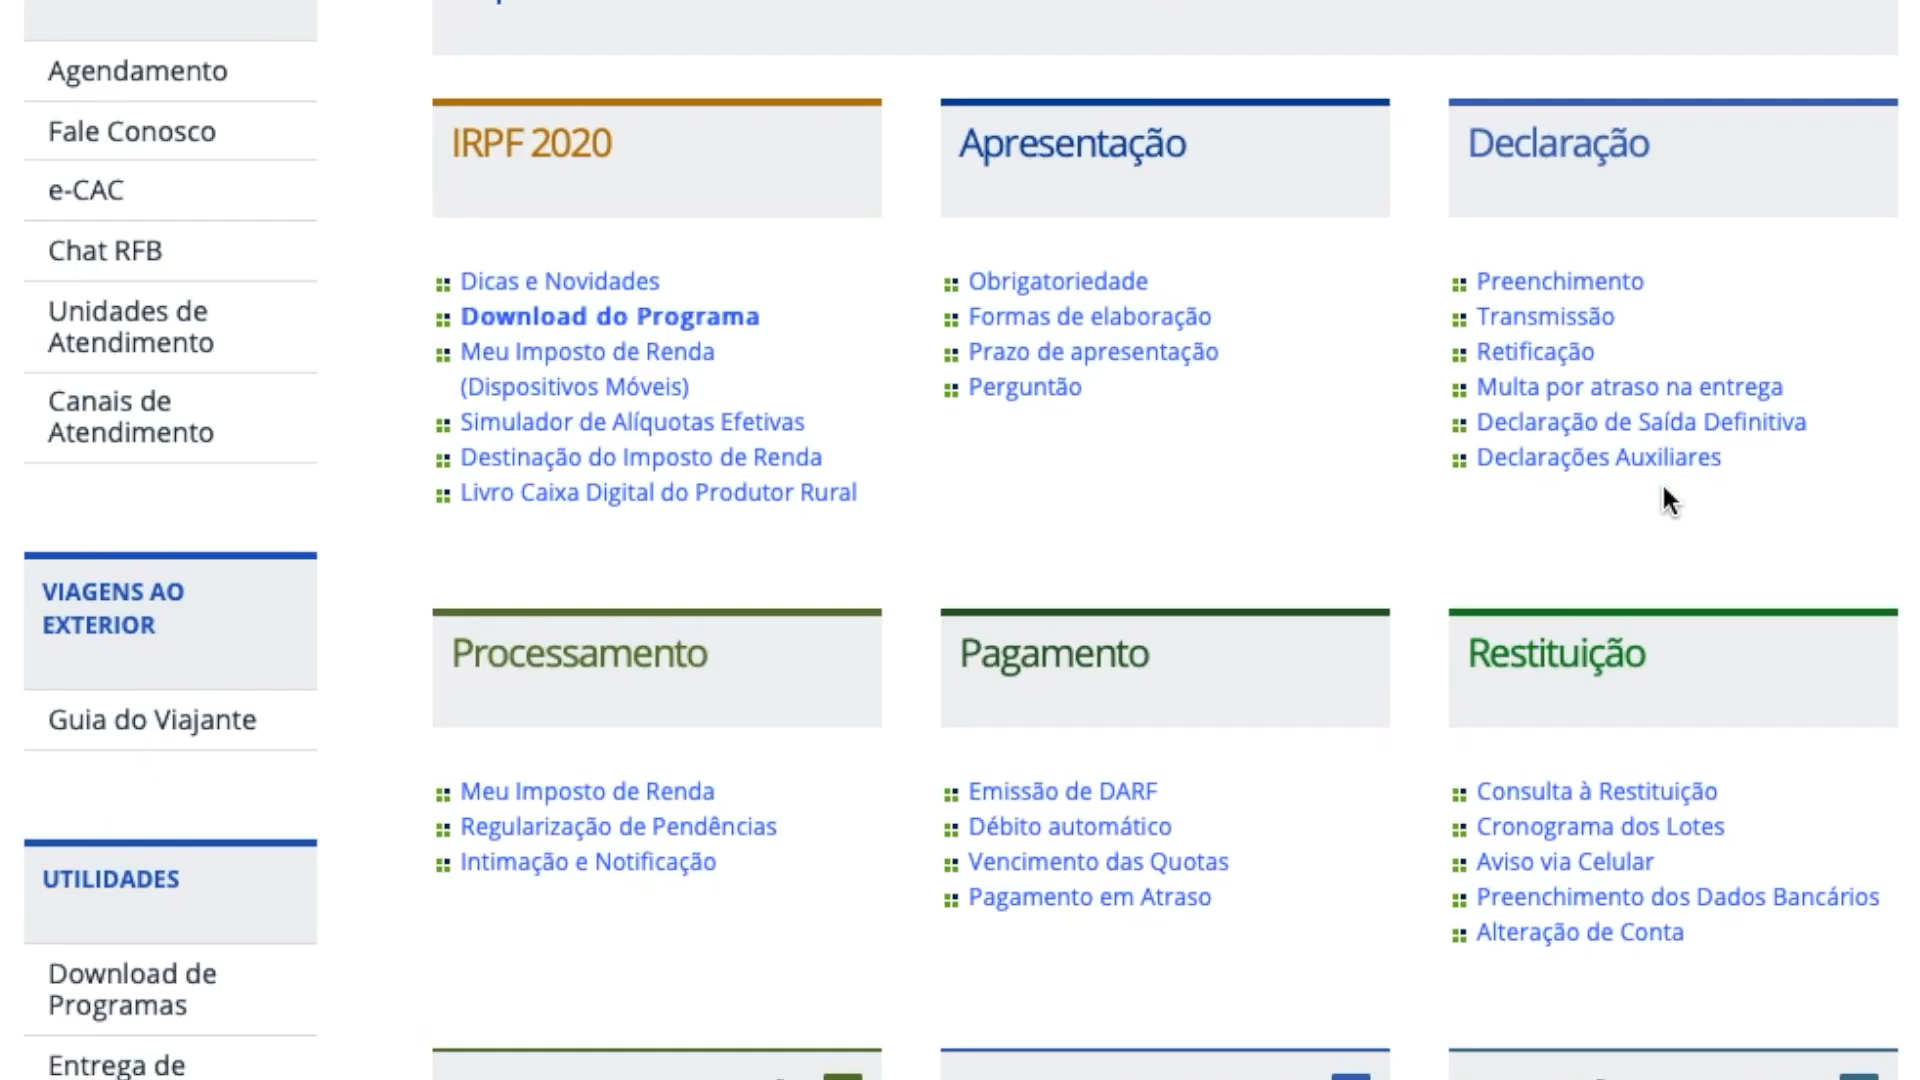 Agendamento
Fale Conosco
e-CAC
Chat RFB
Unidades de
Atendimento
Canais de
Atendimento
VIAGENS AO
EXTERIOR
Guia do Viajante
UTILIDADES
Download de
Programas
Entrega de
IRPF 2020
Dicas e Novidades
Download do Programa
Meu Imposto de Renda
(Dispositivos Móveis)
Simulador de Alíquotas Efetivas
Destinação do Imposto de Renda
Livro Caixa Digital do Produtor Rural
Apresentação
Obrigatoriedade
Formas de elaboração
Prazo de apresentação
Perguntão
Declaração
Preenchimento
Transmissão
Retificação
Multa por atraso na entrega
Declaração de Saída Definitiva
Declarações Auxiliares
Processamento
Meu Imposto de Renda
Regularização de Pendências
Intimação e Notificação
Pagamento
Emissão de DARF
Débito automático
Vencimento das Quotas
Pagamento em Atraso
Restituição
Consulta à Restituição
Cronograma dos Lotes
Aviso via Celular
Preenchimento dos Dados Bancários
Alteração de Conta